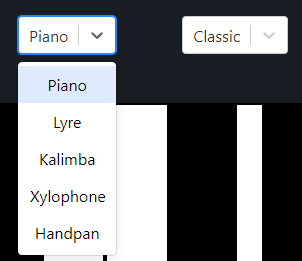 Piano
Classic
Piano
Lyre
Kalimba
Xylophone
Handpan